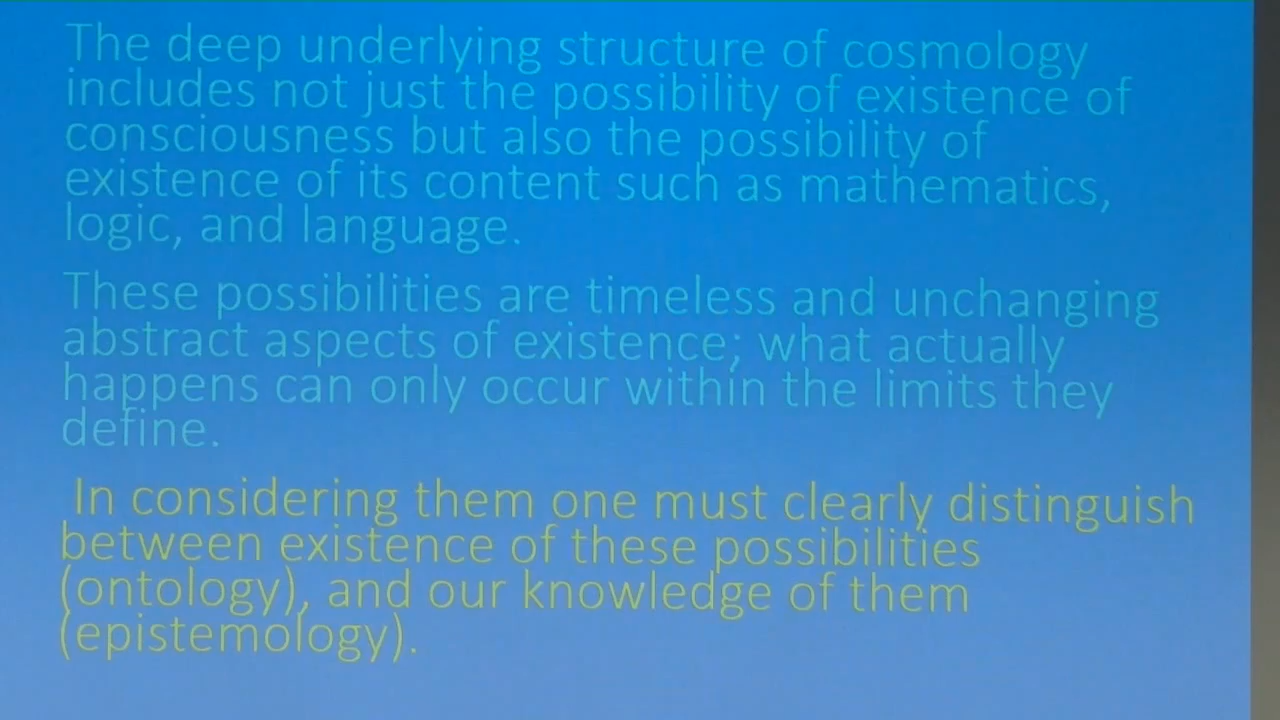 The deep underlying structure of cosmology
includes not just the possibility of existence of
consciousness but also the possibility of
existence of its content such as mathematics,
logic, and language.
These possibilities are timeless and unchanging
abstract aspects of existence; what actually
happens can only occur within the limits they
define.
In considering them one must clearly distinguish
between existence of these possibilities
(ontology), and our knowledge of them
(epistemology).